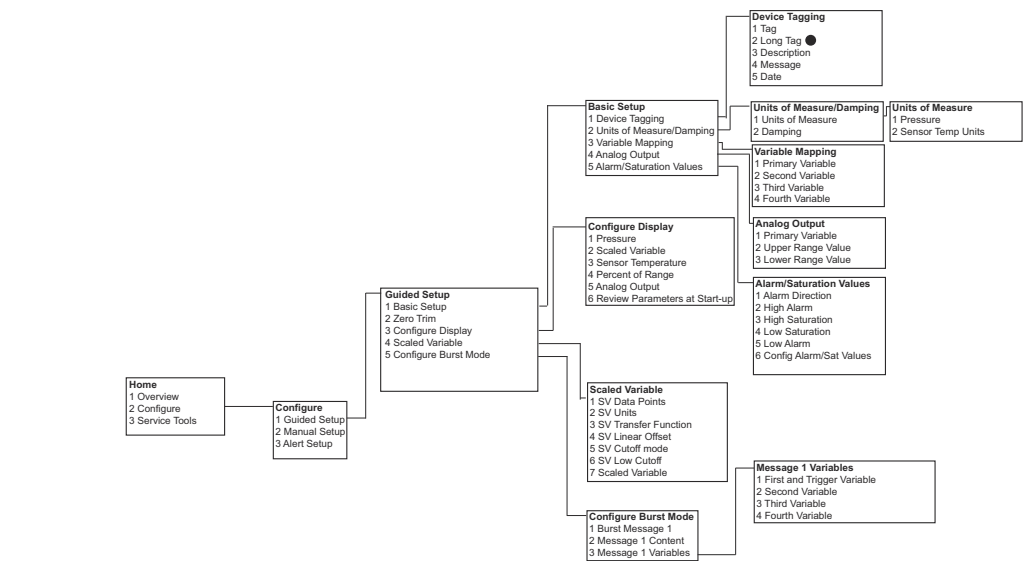 Home
1 Overview
2 Configure
3 Service Tools
Configure
1 Guided Setup
2 Manual Setup
3 Alert Setup
Guided Setup
1 Basic Setup
2 Zero Trim
3 Configure Display
4 Scaled Variable
5 Configure Burst Mode
Basic Setup
1 Device Tagging
2 Units of Measure/Damping
3 Variable Mapping
4 Analog Output
5 Alarm/Saturation Values
Device Tagging
1 Tag
2 Long Tag
3 Description
4 Message
5 Date
Units of Measure/Damping
1 Units of Measure
2 Damping
Units of Measure
1 Pressure
2 Sensor Temp Units
Variable Mapping
1 Primary Variable
2 Second Variable
3 Third Variable
4 Fourth Variable
Analog Output
1 Primary Variable
2 Upper Range Value
3 Lower Range Value
Alarm/Saturation Values
1 Alarm Direction
2 High Alarm
3 High Saturation
4 Low Saturation
5 Low Alarm
6 Config Alarm/Sat Values
Configure Display
1 Pressure
2 Scaled Variable
3 Sensor Temperature
4 Percent of Range
5 Analog Output
6 Review Parameters at Start-up
Scaled Variable
1 SV Data Points
2 SV Units
3 SV Transfer Function
4 SV Linear Offset
5 SV Cutoff mode
6 SV Low Cutoff
7 Scaled Variable
Configure Burst Mode
1 Burst Message 1
2 Message 1 Content
3 Message 1 Variables
Message 1 Variables
1 First and Trigger Variable
2 Second Variable
3 Third Variable
4 Fourth Variable